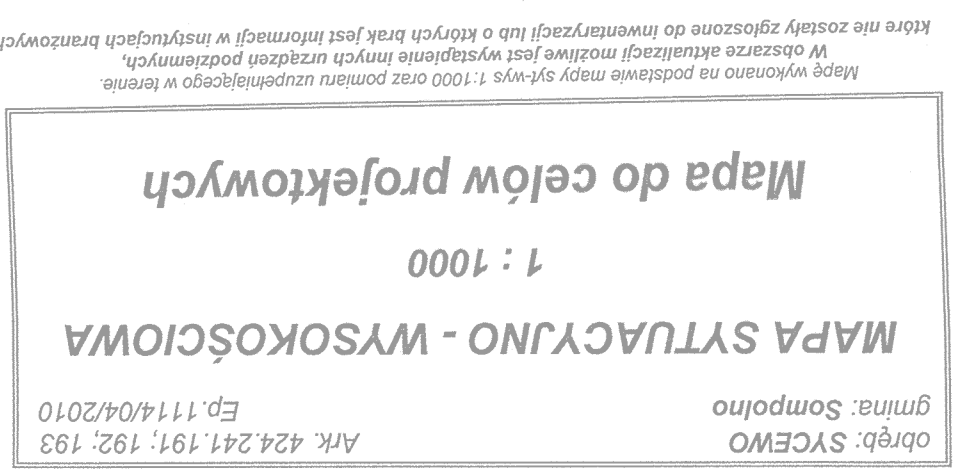 obręb: SYCEWO Ark. 424.241.191; 192; 193
gmina: Sompolno Ep.1114/04/2010
MAPA SYTUACYJNO - WYSOKOŚCIOWA
1 : 1000
Mapa do celów projektowych
Mapę wykonano na podstawie mapy syt-wys 1:1000 oraz pomiaru uzupełniającego w terenie.
W obszarze aktualizacji możliwe jest wystąpienie innych urządzeń podziemnych,
które nie zostały zgłoszone do inwentaryzacji lub o których brak jest informacji w instytucjach branżowych